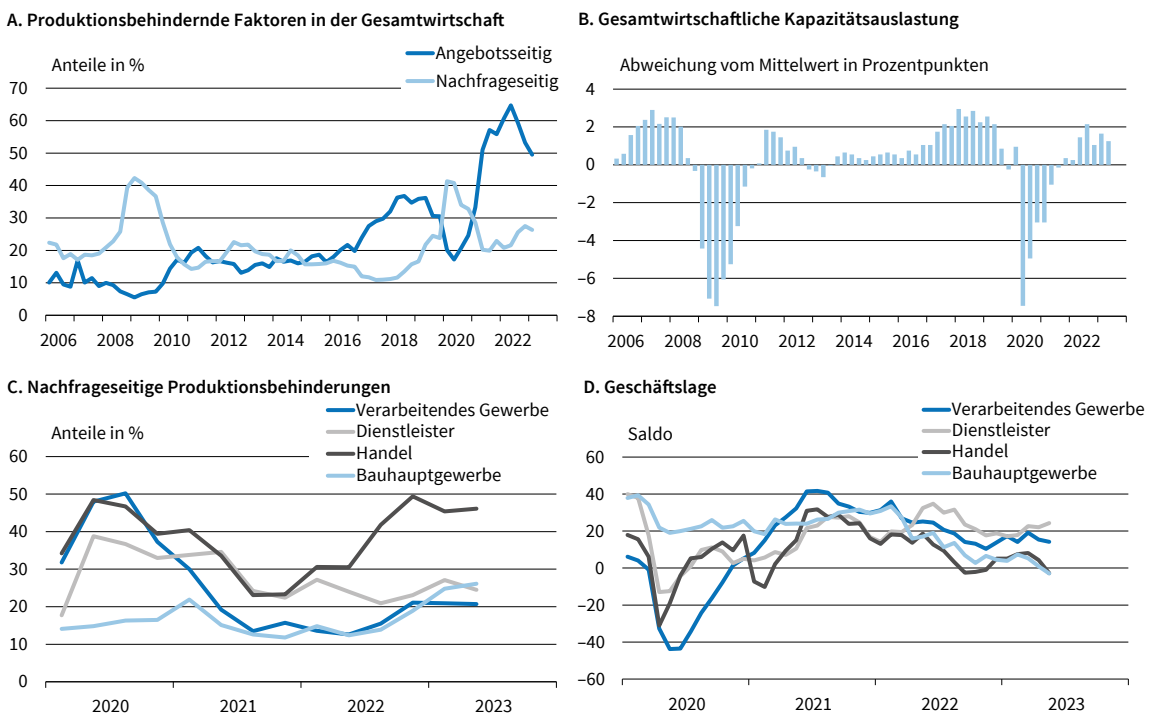 A. Produktionsbehindernde Faktoren in der Gesamtwirtschaft
Anteile in %
Angebotsseitig
Nachfrageseitig
70
60
50
40
30
20
10
0
2006 2008 2010 2012 2014 2016 2018 2020 2022
B. Gesamtwirtschaftliche Kapazitätsauslastung
Abweichung vom Mittelwert in Prozentpunkten
4
2
0
−2
−4
−6
−8
2006 2008 2010 2012 2014 2016 2018 2020 2022
C. Nachfrageseitige Produktionsbehinderungen
Anteile in %
Verarbeitendes Gewerbe
Dienstleister
Handel
Bauhauptgewerbe
60
50
40
30
20
10
0
2020 2021 2022 2023
D. Geschäftslage
Saldo
Verarbeitendes Gewerbe
Dienstleister
Handel
Bauhauptgewerbe
60
40
20
0
−20
−40
−60
2020 2021 2022 2023